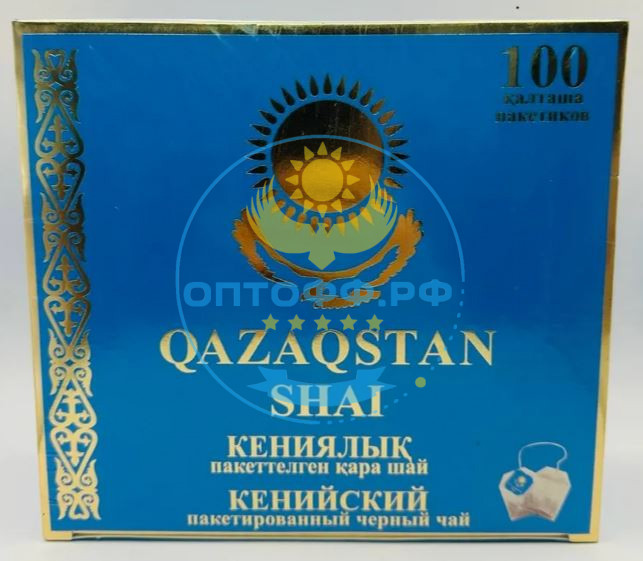 100
қалташа
пакетиков
ОПТОФФ.РФ
QAZAQSTAN
SHAI
КЕНИЯЛЫҚ
пакеттелген қара шай
КЕНИЙСКИЙ
пакетированный черный чай